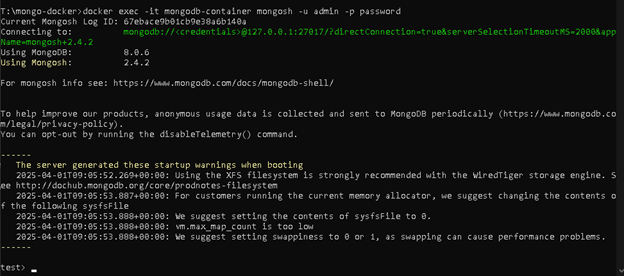 T:\mongo-docker>docker exec -it mongodb-container mongosh -u admin -p password
Current Mongosh Log ID: 67ebace9b01cb9e38a6b140a
Connecting to:          mongodb://<credentials>@127.0.0.1:27017/?directConnection=true&serverSelectionTimeoutMS=2000&app
Name=mongosh+2.4.2
Using MongoDB:          8.0.6
Using Mongosh:          2.4.2
For mongosh info see: https://www.mongodb.com/docs/mongodb-shell/
To help improve our products, anonymous usage data is collected and sent to MongoDB periodically (https://www.mongodb.co
m/legal/privacy-policy).
You can opt-out by running the disableTelemetry() command.
------
   The server generated these startup warnings when booting
   2025-04-01T09:05:52.269+00:00: Using the XFS filesystem is strongly recommended with the WiredTiger storage engine. S
ee http://dochub.mongodb.org/core/prodnotes-filesystem
   2025-04-01T09:05:53.887+00:00: For customers running the current memory allocator, we suggest changing the contents o
f the following sysfsFile
   2025-04-01T09:05:53.888+00:00: We suggest setting the contents of sysfsFile to 0.
   2025-04-01T09:05:53.888+00:00: vm.max_map_count is too low
   2025-04-01T09:05:53.888+00:00: We suggest setting swappiness to 0 or 1, as swapping can cause performance problems.
------
test>